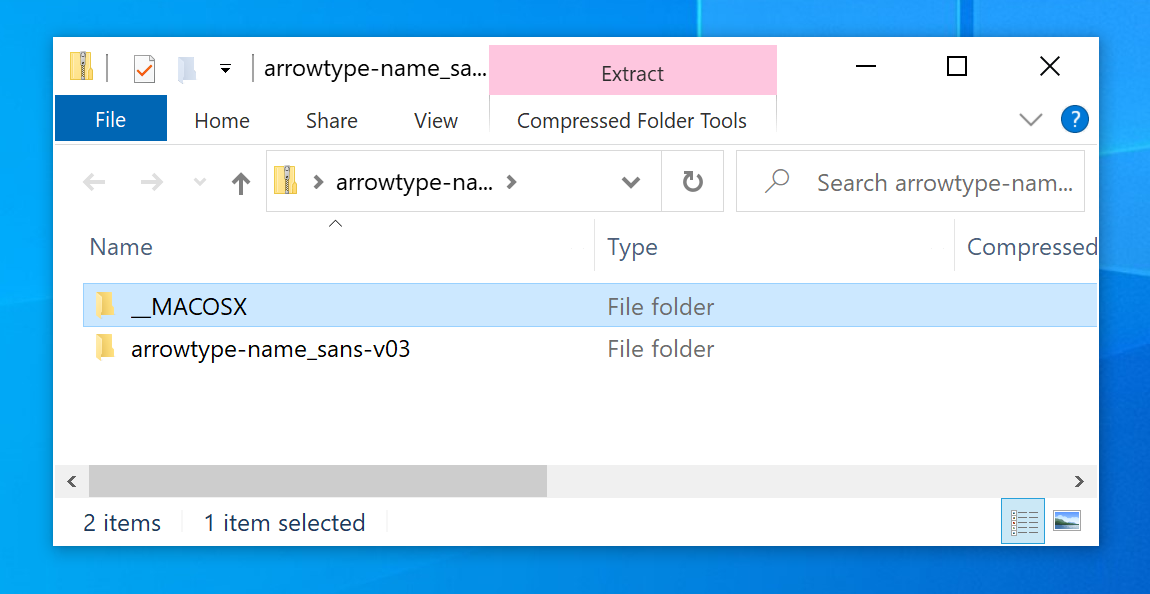 arrowtype-name_sa...
Extract
File
Home
Share
View
Compressed Folder Tools
?
arrowtype-na...
Search arrowtype-nam...
Name
Type
Compressed
__MACOSX
File folder
arrowtype-name_sans-v03
File folder
2 items
1 item selected